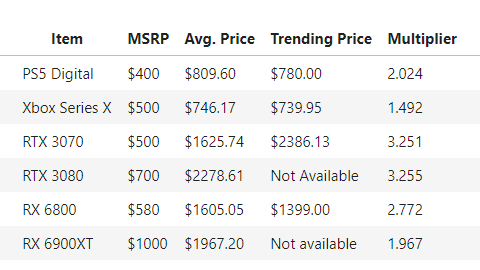 Item MSRP Avg. Price Trending Price Multiplier
PS5 Digital $400 $809.60 $780.00 2.024
Xbox Series X $500 $746.17 $739.95 1.492
RTX 3070 $500 $1625.74 $2386.13 3.251
RTX 3080 $700 $2278.61 Not Available 3.255
RX 6800 $580 $1605.05 $1399.00 2.772
RX 6900XT $1000 $1967.20 Not available 1.967